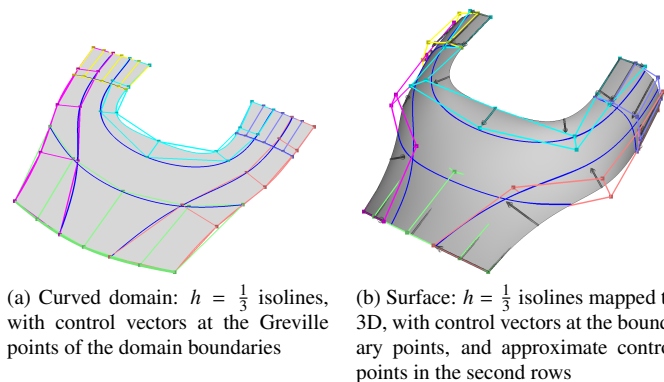 (a) Curved domain: h = 1/3 isolines,
with control vectors at the Greville
points of the domain boundaries
(b) Surface: h = 1/3 isolines mapped
3D, with control vectors at the bound
ary points, and approximate contro
points in the second rows